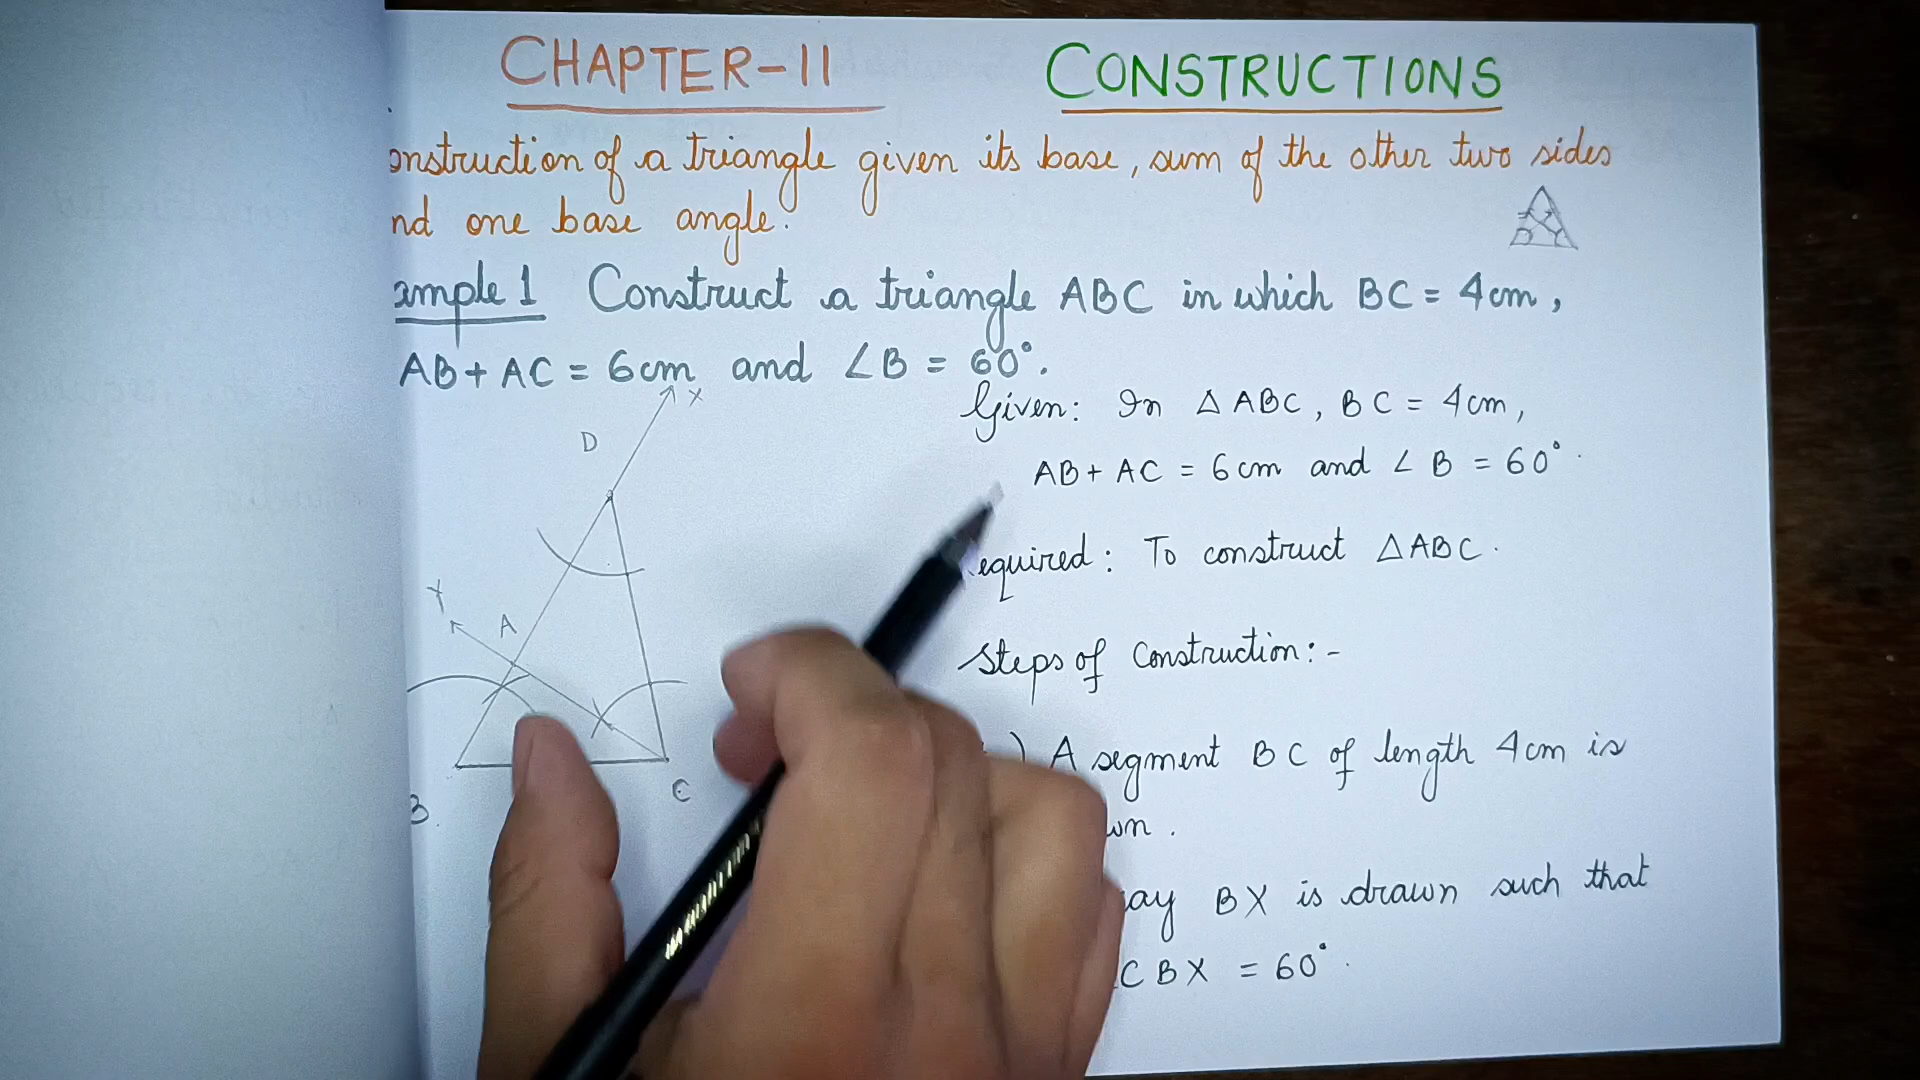 CHAPTER-11 CONSTRUCTIONS
onstruction of a triangle given its base, sum of the other two sides
nd one base angle.
ample 1 Construct a triangle ABC in which BC = 4cm,
AB + AC = 6cm and ∠B = 60°.
X
D
Y
A
B.
C
Given: In △ABC, BC = 4cm,
AB + AC = 6cm and ∠B = 60°.
equired: To construct △ABC.
Steps of Construction:-
) A segment BC of length 4cm is
wn.
ay BX is drawn such that
CBX = 60°.